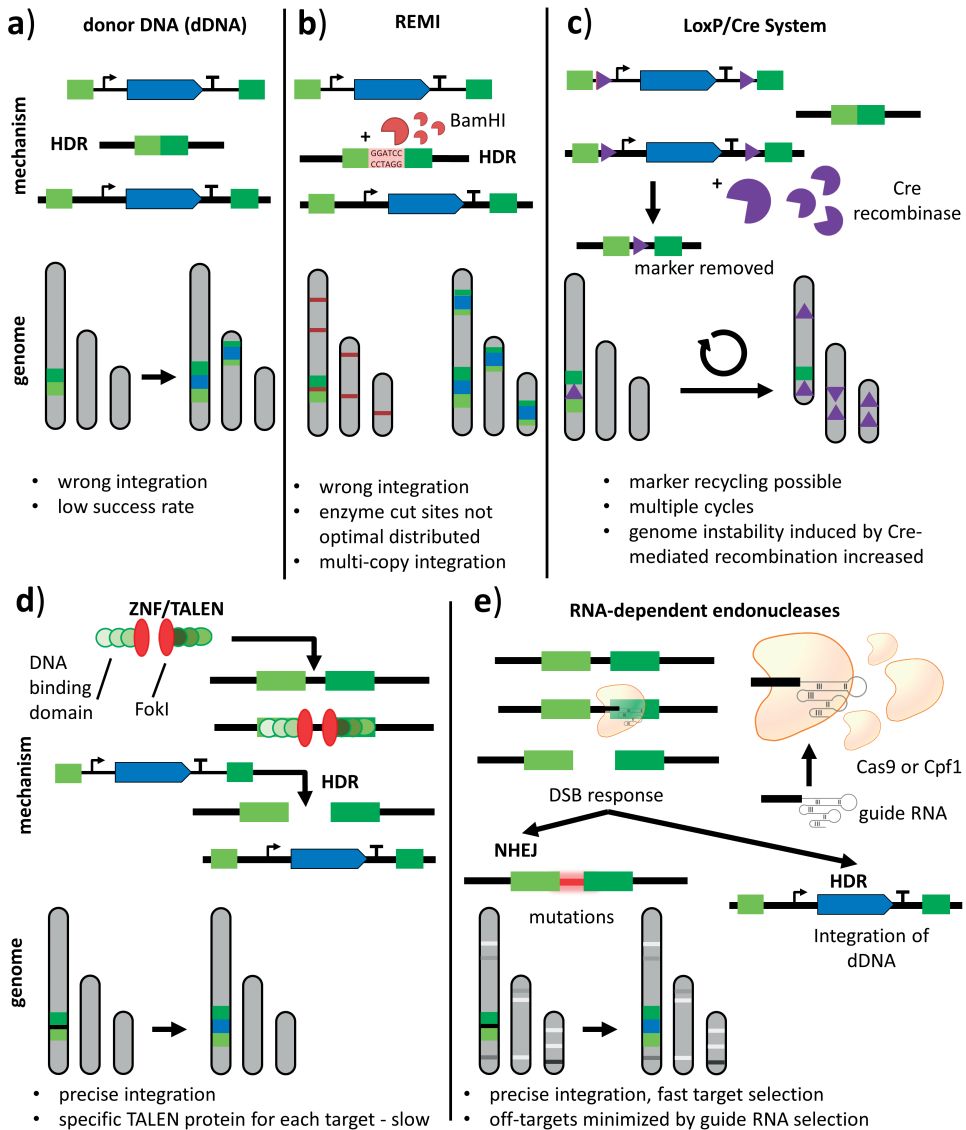 a)
donor DNA (dDNA)
mechanism
HDR
genome
• wrong integration
• low success rate
b)
REMI
BamHI
+
GGATCC
CCTAGG
HDR
• wrong integration
• enzyme cut sites not
optimal distributed
• multi-copy integration
c)
LoxP/Cre System
+
Cre
recombinase
marker removed
• marker recycling possible
• multiple cycles
• genome instability induced by Cre-
mediated recombination increased
d)
ZNF/TALEN
DNA
binding
domain
FokI
mechanism
HDR
genome
• precise integration
• specific TALEN protein for each target - slow
e)
RNA-dependent endonucleases
Cas9 or Cpf1
guide RNA
DSB response
NHEJ
mutations
HDR
Integration of
dDNA
• precise integration, fast target selection
• off-targets minimized by guide RNA selection